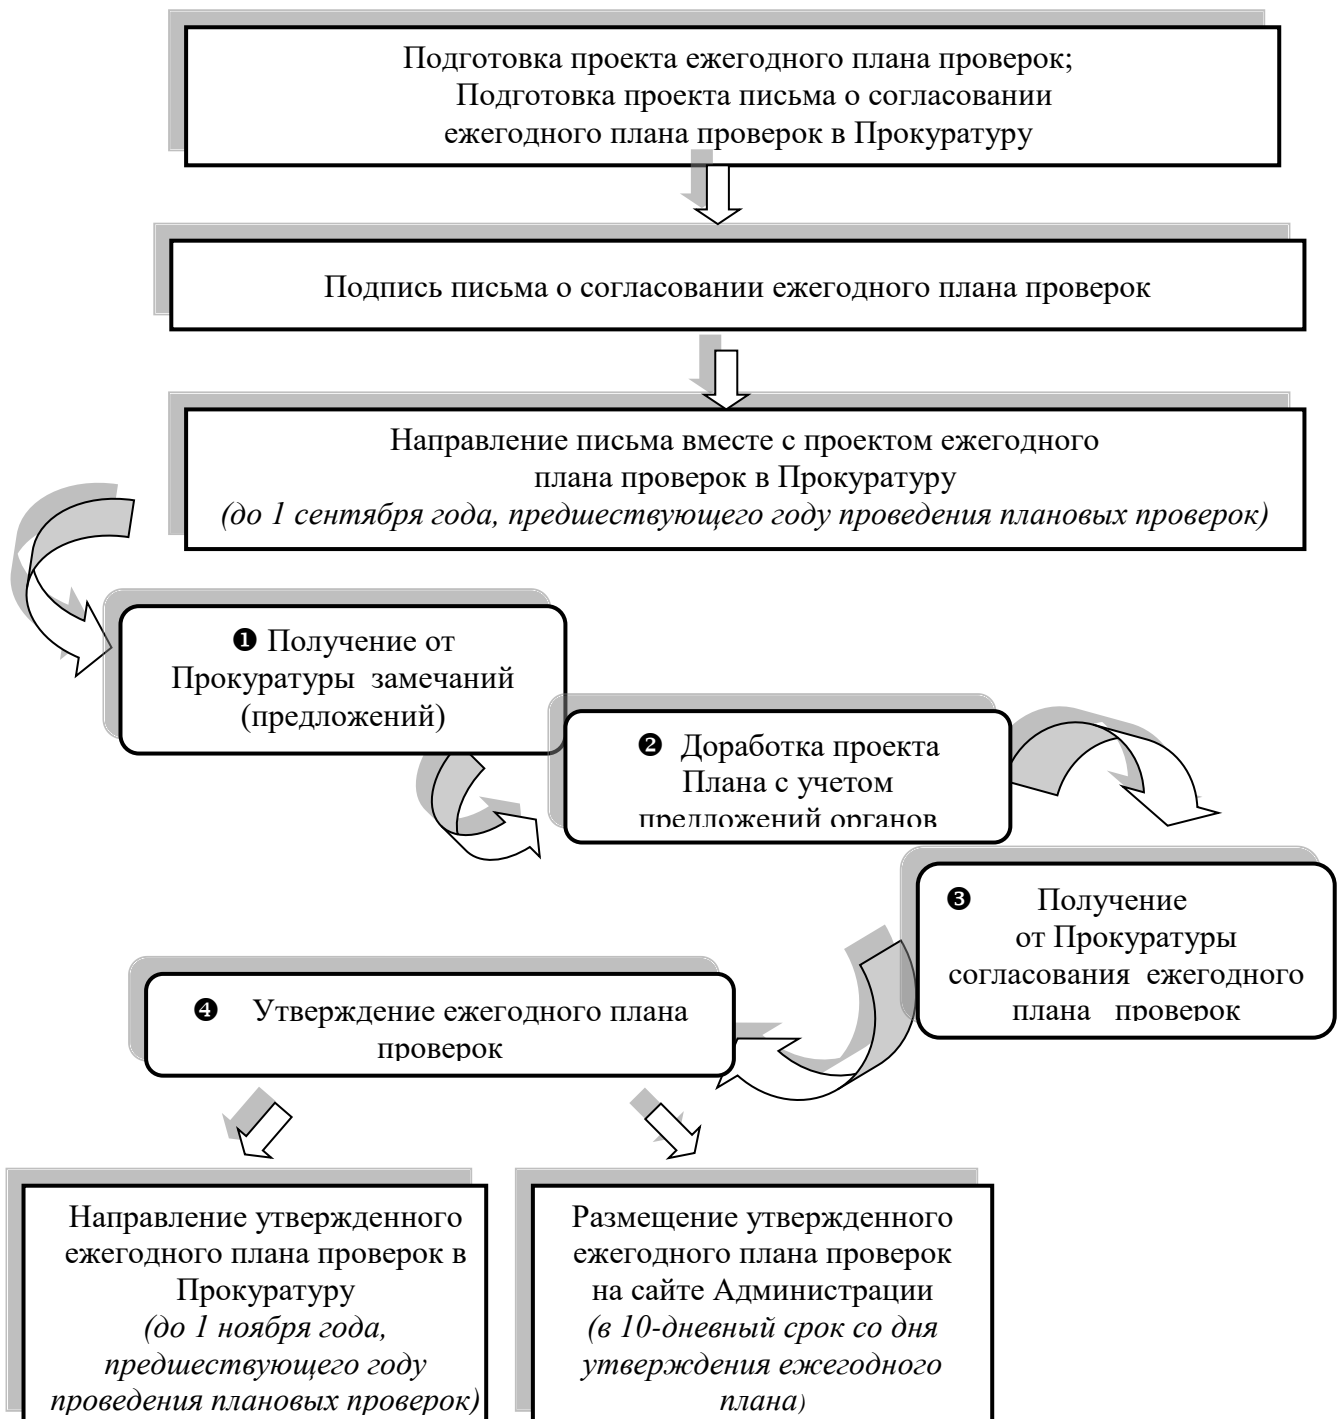 Подготовка проекта ежегодного плана проверок;
Подготовка проекта письма о согласовании
ежегодного плана проверок в Прокуратуру
Подпись письма о согласовании ежегодного плана проверок
Направление письма вместе с проектом ежегодного
плана проверок в Прокуратуру
(до 1 сентября года, предшествующего году проведения плановых проверок)
❶ Получение от
Прокуратуры замечаний
(предложений)
❷ Доработка проекта
Плана с учетом
предложений органов
❸ Получение
от Прокуратуры
согласования ежегодного
плана проверок
❹ Утверждение ежегодного плана
проверок
Направление утвержденного
ежегодного плана проверок в
Прокуратуру
(до 1 ноября года,
предшествующего году
проведения плановых проверок)
Размещение утвержденного
ежегодного плана проверок
на сайте Администрации
(в 10-дневный срок со дня
утверждения ежегодного
плана)